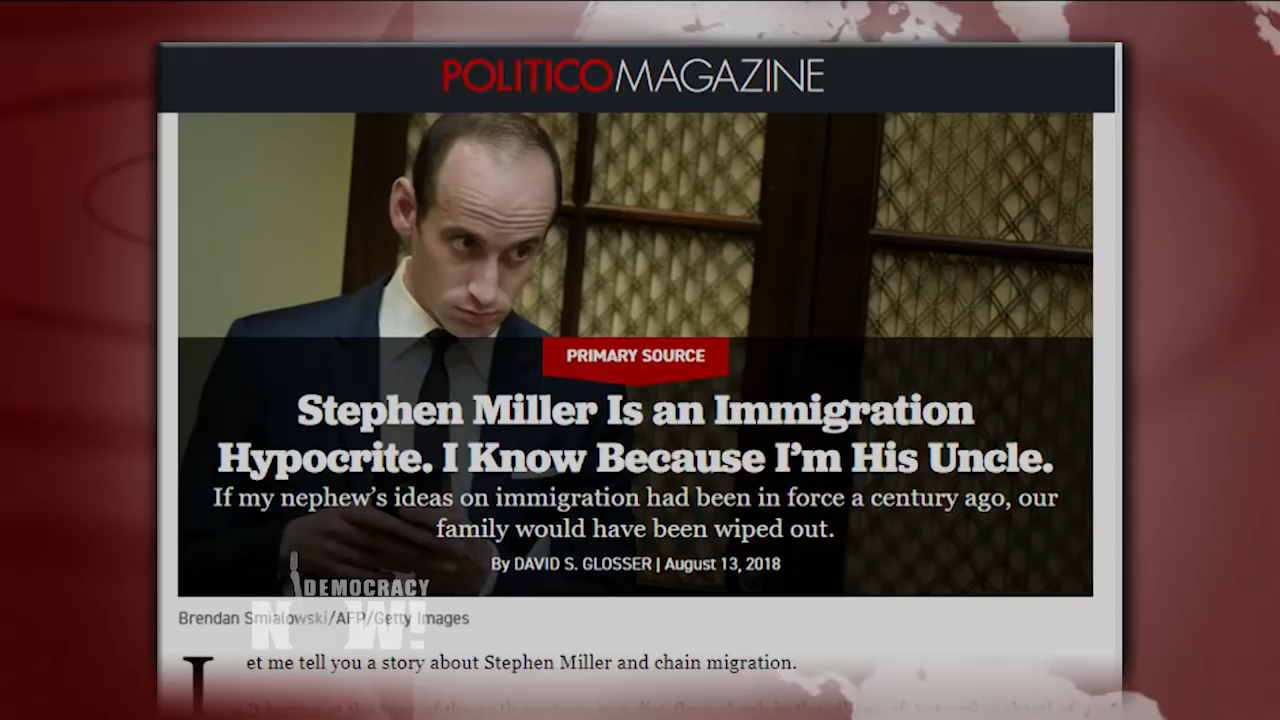 POLITICOMAGAZINE
PRIMARY SOURCE
Stephen Miller Is an Immigration
Hypocrite. I Know Because I’m His Uncle.
If my nephew’s ideas on immigration had been in force a century ago, our
family would have been wiped out.
By DAVID S. GLOSSER | August 13, 2018
DEMOCRACY
NOW!
Brendan Smialowski/AFP/Getty Images
Let me tell you a story about Stephen Miller and chain migration.